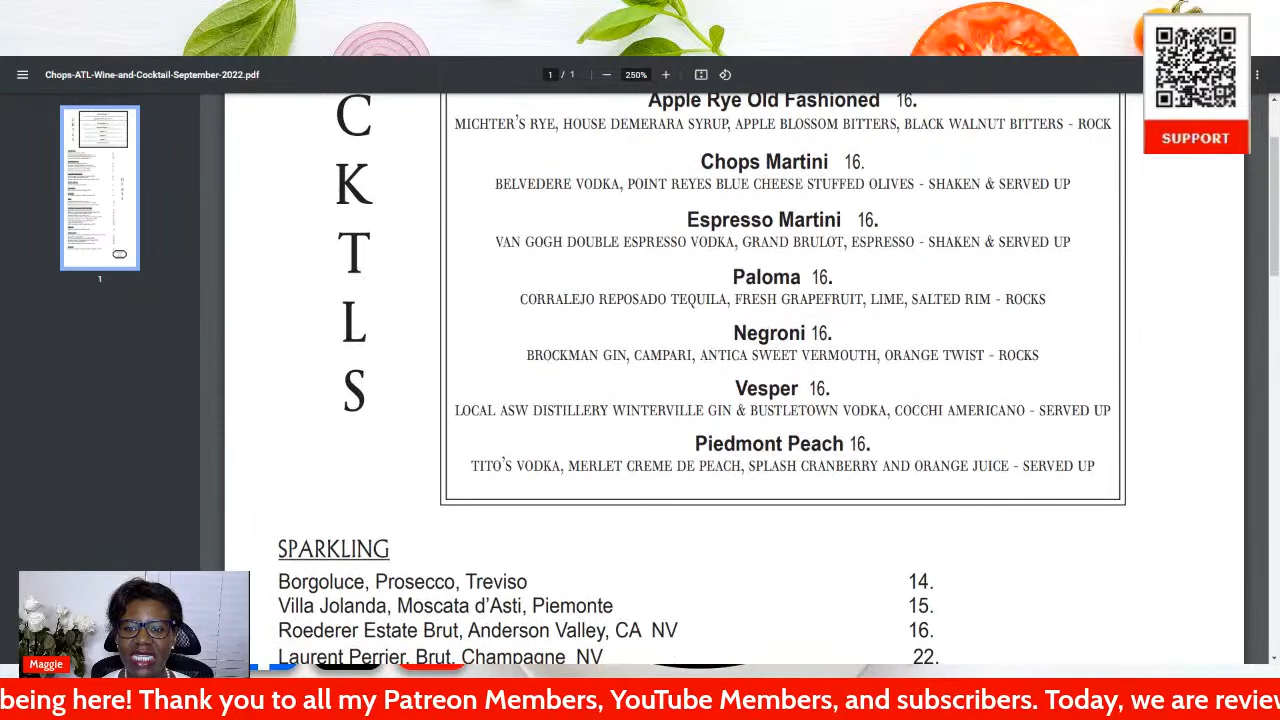 Chops-ATL-Wine-and-Cocktail-September-2022.pdf
1 / 1
250%
SUPPORT
C
K
T
L
S
Apple Rye Old Fashioned 16.
MICHTER'S RYE, HOUSE DEMERARA SYRUP, APPLE BLOSSOM BITTERS, BLACK WALNUT BITTERS - ROCK
Chops Martini 16.
BELVEDERE VODKA, POINT REYES BLUE CHEESE STUFFED OLIVES - SHAKEN & SERVED UP
Espresso Martini 16.
VAN GOGH DOUBLE ESPRESSO VODKA, GRAND BRULOT, ESPRESSO - SHAKEN & SERVED UP
Paloma 16.
CORRALEJO REPOSADO TEQUILA, FRESH GRAPEFRUIT, LIME, SALTED RIM - ROCKS
Negroni 16.
BROCKMAN GIN, CAMPARI, ANTICA SWEET VERMOUTH, ORANGE TWIST - ROCKS
Vesper 16.
LOCAL ASW DISTILLERY WINTERVILLE GIN & BUSTLETOWN VODKA, COCCHI AMERICANO - SERVED UP
Piedmont Peach 16.
TITO'S VODKA, MERLET CREME DE PEACH, SPLASH CRANBERRY AND ORANGE JUICE - SERVED UP
1
SPARKLING
Borgoluce, Prosecco, Treviso 14.
Villa Jolanda, Moscata d'Asti, Piemonte 15.
Roederer Estate Brut, Anderson Valley, CA NV 16.
Laurent Perrier, Brut, Champagne NV 22.
Maggie
being here! Thank you to all my Patreon Members, YouTube Members, and subscribers. Today, we are review